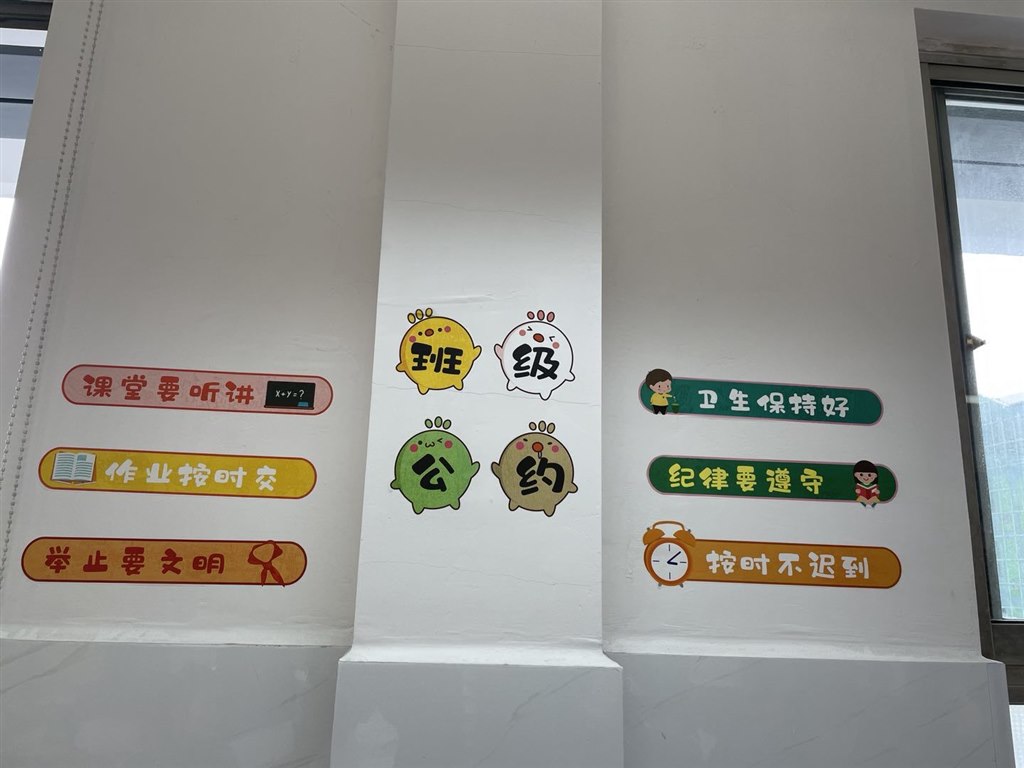 班级
公约
课堂要听讲
x+y=?
作业按时交
举止要文明
卫生保持好
纪律要遵守
按时不迟到